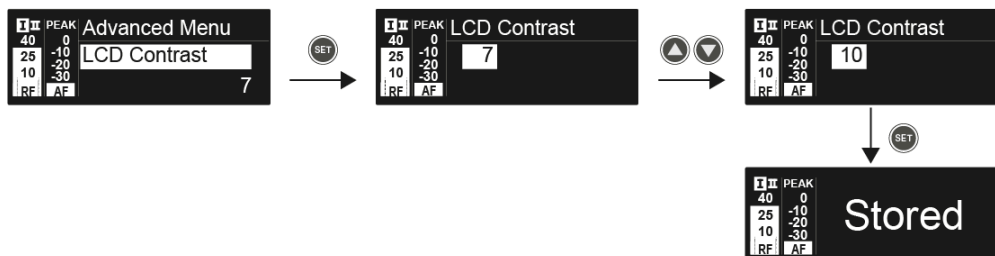 I II PEAK Advanced Menu
40 0
25 -10 LCD Contrast
-20
10 -30
RF AF 7
SET
I II PEAK LCD Contrast
40 0
25 -10 7
-20
10 -30
RF AF
I II PEAK LCD Contrast
40 0
25 -10 10
-20
10 -30
RF AF
SET
I II PEAK
40 0
25 -10 Stored
-20
10 -30
RF AF